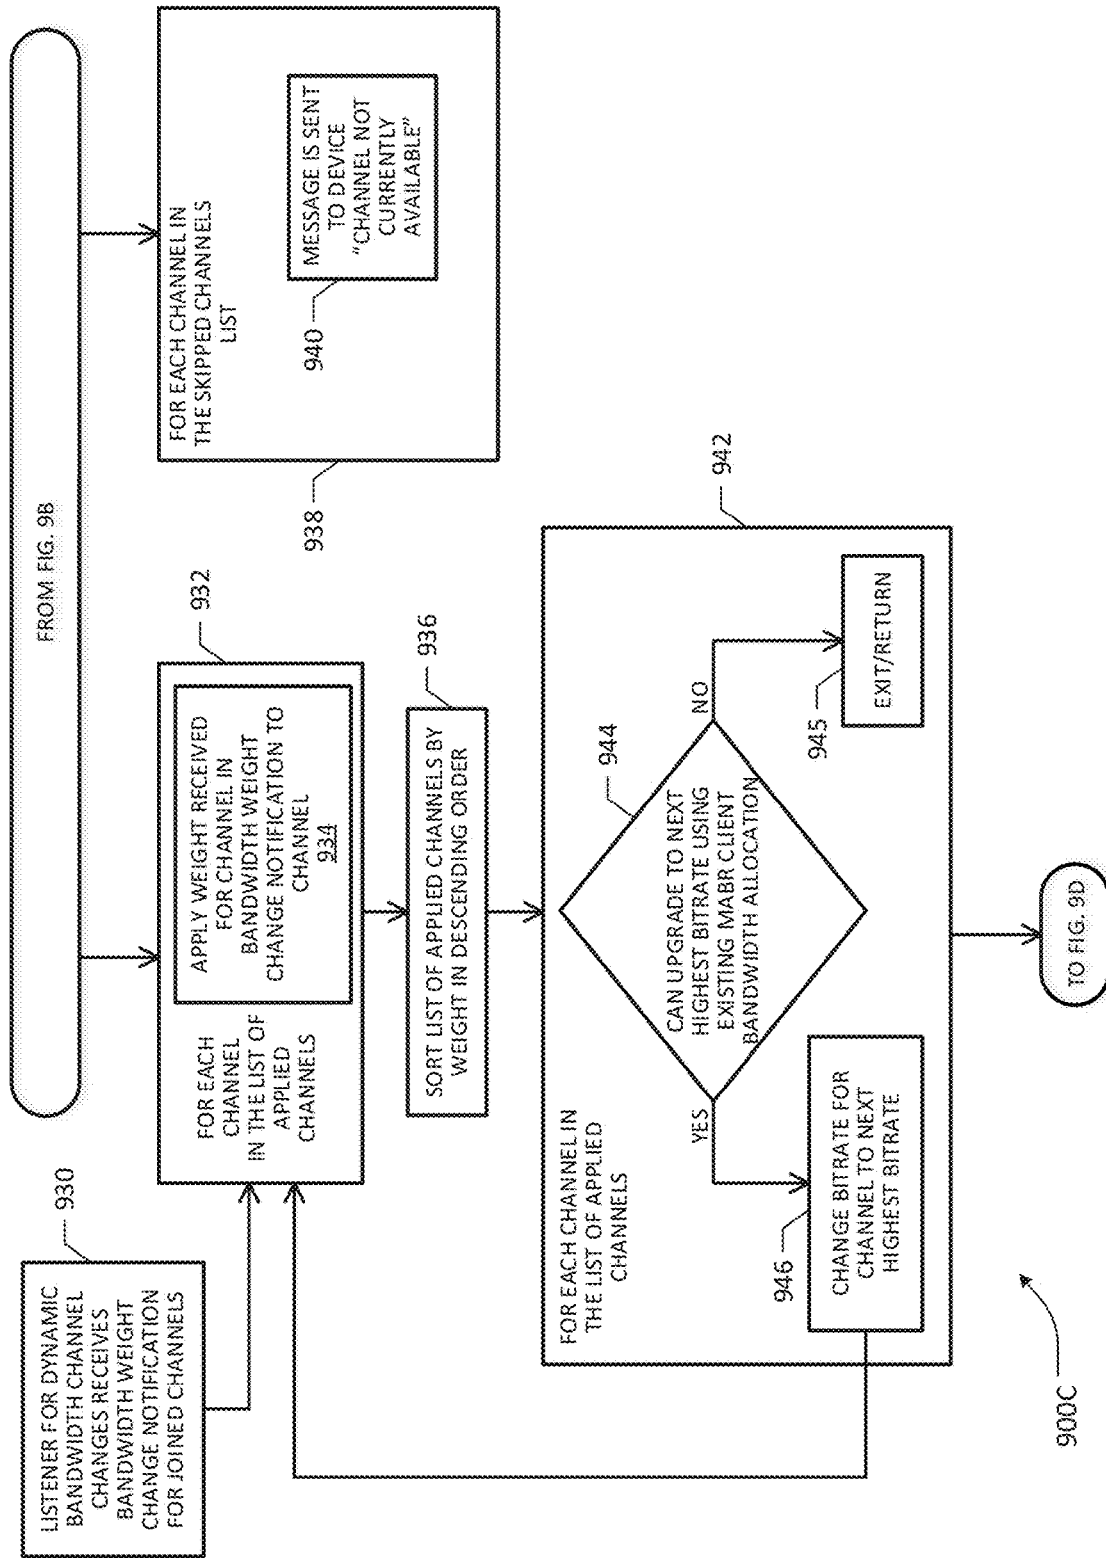 FROM FIG. 9B
930
LISTENER FOR DYNAMIC
BANDWIDTH CHANNEL
CHANGES RECEIVES
BANDWIDTH WEIGHT
CHANGE NOTIFICATION
FOR JOINED CHANNELS
932
FOR EACH
CHANNEL
IN THE LIST OF
APPLIED
CHANNELS
APPLY WEIGHT RECEIVED
FOR CHANNEL IN
BANDWIDTH WEIGHT
CHANGE NOTIFICATION TO
CHANNEL
934
936
SORT LIST OF APPLIED CHANNELS BY
WEIGHT IN DESCENDING ORDER
938
FOR EACH CHANNEL IN
THE SKIPPED CHANNELS
LIST
940
MESSAGE IS SENT
TO DEVICE
"CHANNEL NOT
CURRENTLY
AVAILABLE"
942
FOR EACH CHANNEL IN
THE LIST OF APPLIED
CHANNELS
944
CAN UPGRADE TO NEXT
HIGHEST BITRATE USING
EXISTING MABR CLIENT
BANDWIDTH ALLOCATION
YES
NO
946
CHANGE BITRATE FOR
CHANNEL TO NEXT
HIGHEST BITRATE
945
EXIT/RETURN
TO FIG. 9D
900C